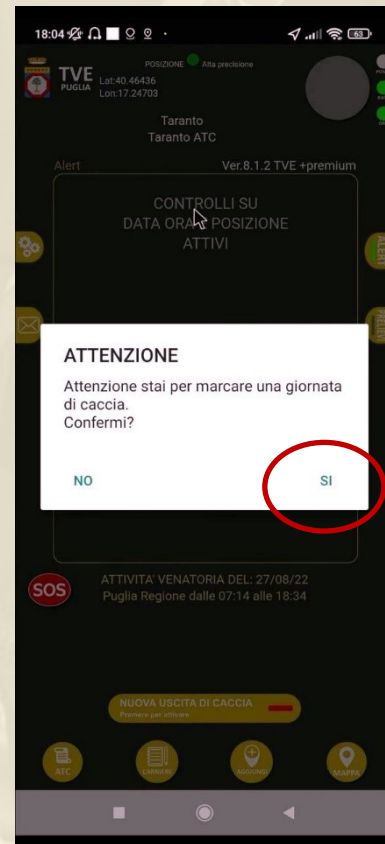 18:04
63
POSIZIONE Alta precisione
TVE
PUGLIA
Lat:40.46436
Lon:17.24703
Taranto
Taranto ATC
Alert Ver.8.1.2 TVE +premium
CONTROLLI SU
DATA ORA E POSIZIONE
ATTIVI
ALERT
ATTENZIONE
Attenzione stai per marcare una giornata
di caccia.
Confermi?
NO SI
SOS
ATTIVITA' VENATORIA DEL: 27/08/22
Puglia Regione dalle 07:14 alle 18:34
NUOVA USCITA DI CACCIA
Premere per attivare
ATC
CARNIERE
AGGIUNGI
MAPPA